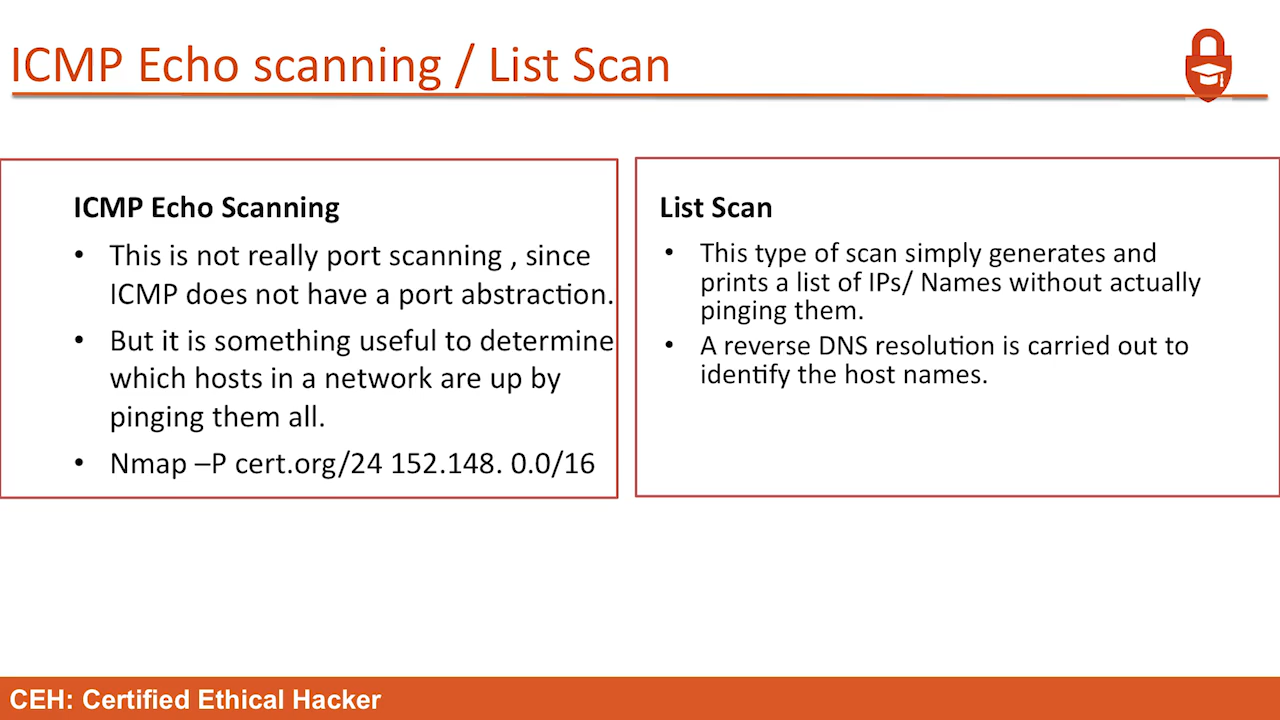 ICMP Echo scanning / List Scan
ICMP Echo Scanning
• This is not really port scanning , since
ICMP does not have a port abstraction.
• But it is something useful to determine
which hosts in a network are up by
pinging them all.
• Nmap –P cert.org/24 152.148. 0.0/16
List Scan
• This type of scan simply generates and
prints a list of IPs/ Names without actually
pinging them.
• A reverse DNS resolution is carried out to
identify the host names.
CEH: Certified Ethical Hacker